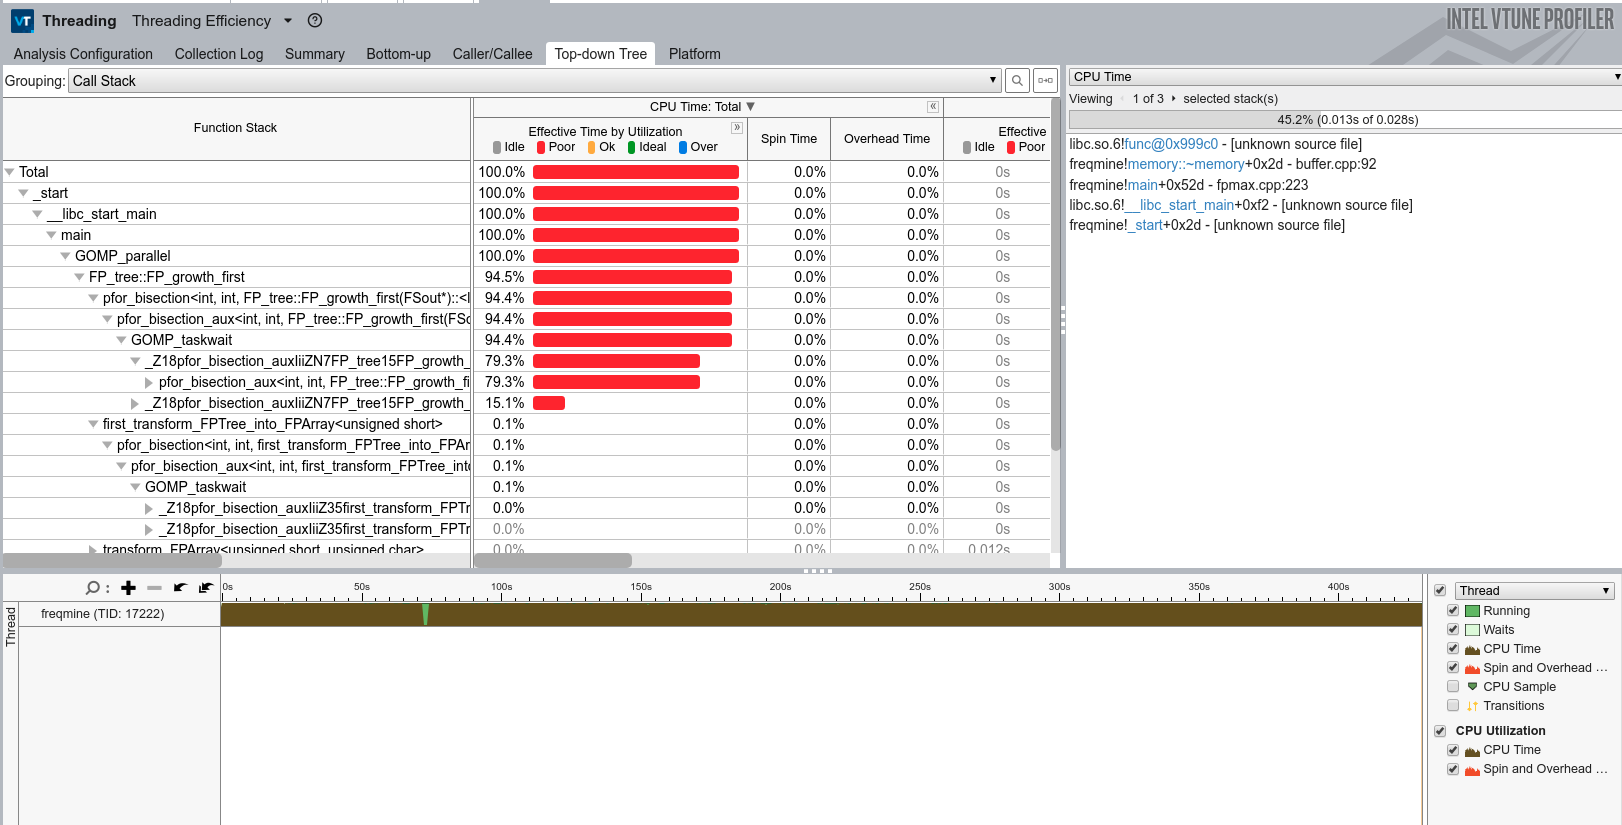 VT Threading Threading Efficiency ?
INTEL VTUNE PROFILER
Analysis Configuration Collection Log Summary Bottom-up Caller/Callee Top-down Tree Platform
Grouping: Call Stack
Function Stack
CPU Time: Total
Effective Time by Utilization
Idle Poor Ok Ideal Over
Spin Time
Overhead Time
Effective
Idle Poor
Total 100.0% 0.0% 0.0% 0s
_start 100.0% 0.0% 0.0% 0s
__libc_start_main 100.0% 0.0% 0.0% 0s
main 100.0% 0.0% 0.0% 0s
GOMP_parallel 100.0% 0.0% 0.0% 0s
FP_tree::FP_growth_first 94.5% 0.0% 0.0% 0s
pfor_bisection<int, int, FP_tree::FP_growth_first(FSout*)::<l 94.4% 0.0% 0.0% 0s
pfor_bisection_aux<int, int, FP_tree::FP_growth_first(FSo 94.4% 0.0% 0.0% 0s
GOMP_taskwait 94.4% 0.0% 0.0% 0s
_Z18pfor_bisection_auxIiiZN7FP_tree15FP_growth_ 79.3% 0.0% 0.0% 0s
pfor_bisection_aux<int, int, FP_tree::FP_growth_fi 79.3% 0.0% 0.0% 0s
_Z18pfor_bisection_auxIiiZN7FP_tree15FP_growth_ 15.1% 0.0% 0.0% 0s
first_transform_FPTree_into_FPArray<unsigned short> 0.1% 0.0% 0.0% 0s
pfor_bisection<int, int, first_transform_FPTree_into_FPAr 0.1% 0.0% 0.0% 0s
pfor_bisection_aux<int, int, first_transform_FPTree_into 0.1% 0.0% 0.0% 0s
GOMP_taskwait 0.1% 0.0% 0.0% 0s
_Z18pfor_bisection_auxIiiZ35first_transform_FPTr 0.0% 0.0% 0.0% 0s
_Z18pfor_bisection_auxIiiZ35first_transform_FPTr 0.0% 0.0% 0.0% 0s
transform_FPArray<unsigned short, unsigned char> 0.0% 0.0% 0.0% 0.012s
CPU Time
Viewing 1 of 3 selected stack(s)
45.2% (0.013s of 0.028s)
libc.so.6!func@0x999c0 - [unknown source file]
freqmine!memory::~memory+0x2d - buffer.cpp:92
freqmine!main+0x52d - fpmax.cpp:223
libc.so.6!__libc_start_main+0xf2 - [unknown source file]
freqmine!_start+0x2d - [unknown source file]
0s 50s 100s 150s 200s 250s 300s 350s 400s
Thread
freqmine (TID: 17222)
Thread
Running
Waits
CPU Time
Spin and Overhead ...
CPU Sample
Transitions
CPU Utilization
CPU Time
Spin and Overhead ...